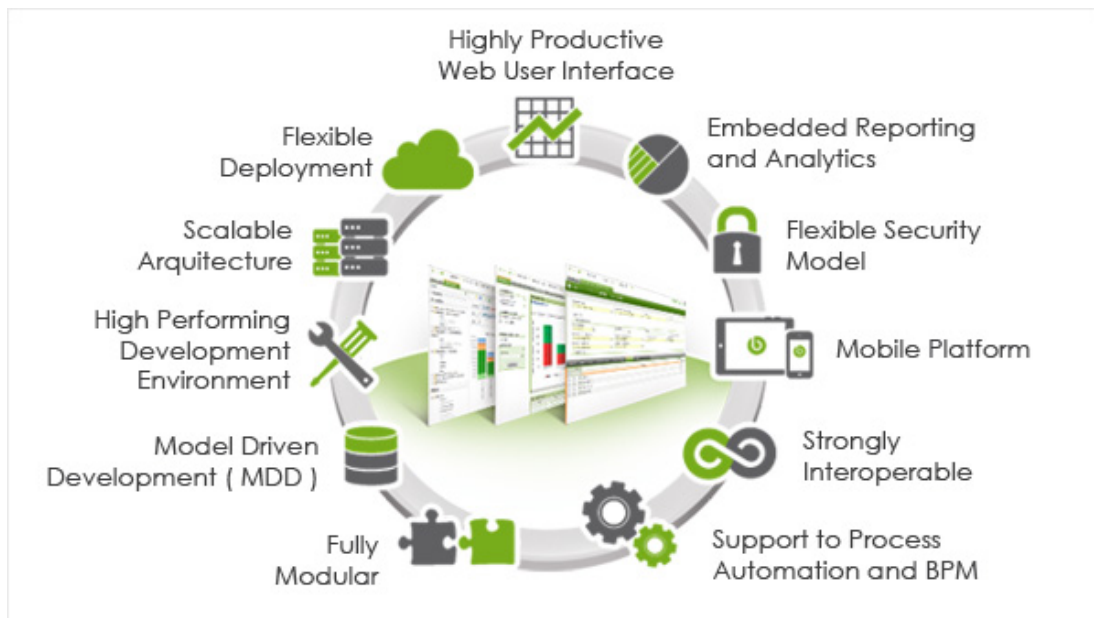 Highly Productive
Web User Interface
Embedded Reporting
and Analytics
Flexible Security
Model
Mobile Platform
Strongly
Interoperable
Support to Process
Automation and BPM
Fully
Modular
Model Driven
Development ( MDD )
High Performing
Development
Environment
Scalable
Arquitecture
Flexible
Deployment